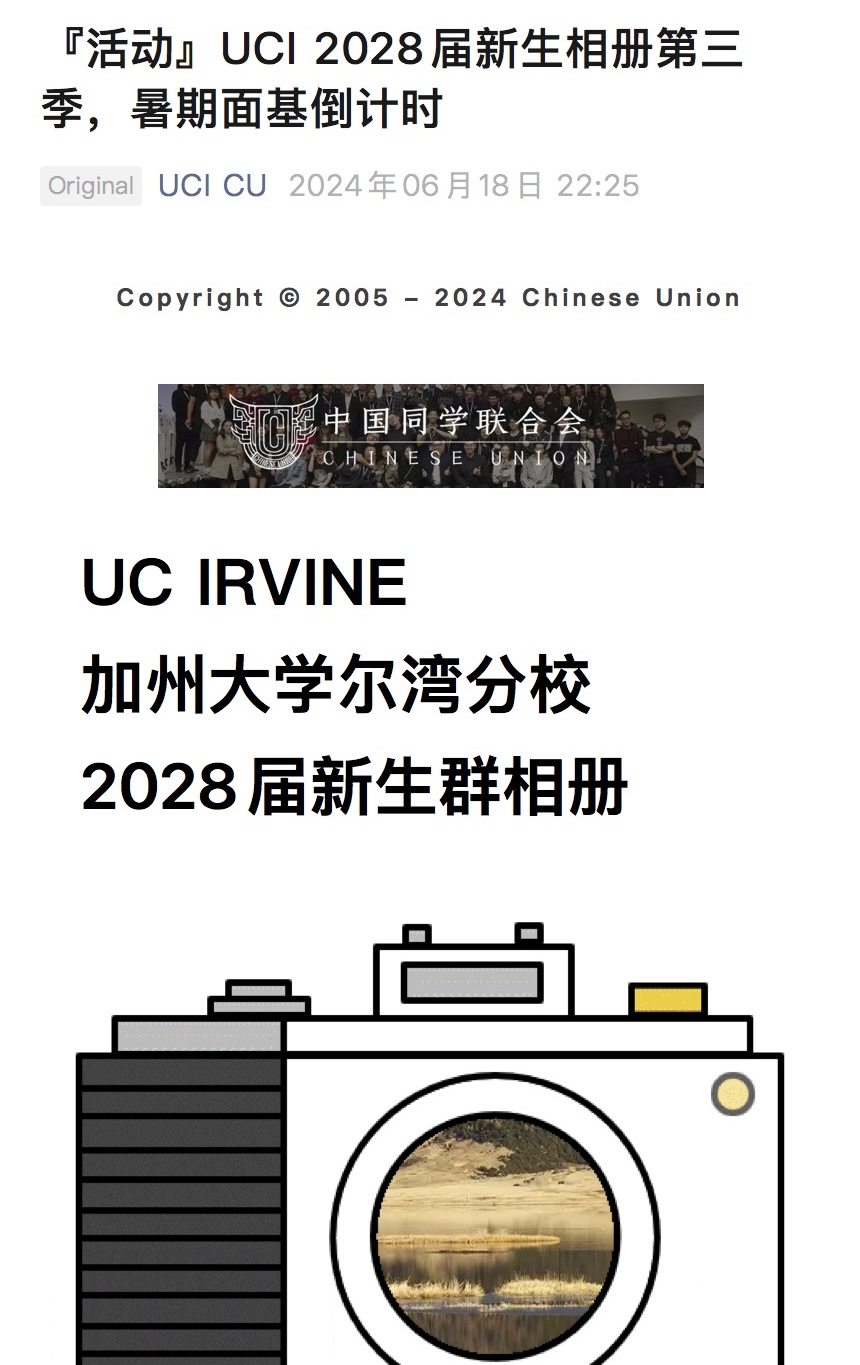 『活动』UCI 2028届新生相册第三
季，暑期面基倒计时
Original UCI CU 2024年06月18日 22:25
Copyright © 2005 – 2024 Chinese Union
UCI
中国同学联合会
CHINESE UNION
CHINESE UNION
UC IRVINE
加州大学尔湾分校
2028届新生群相册